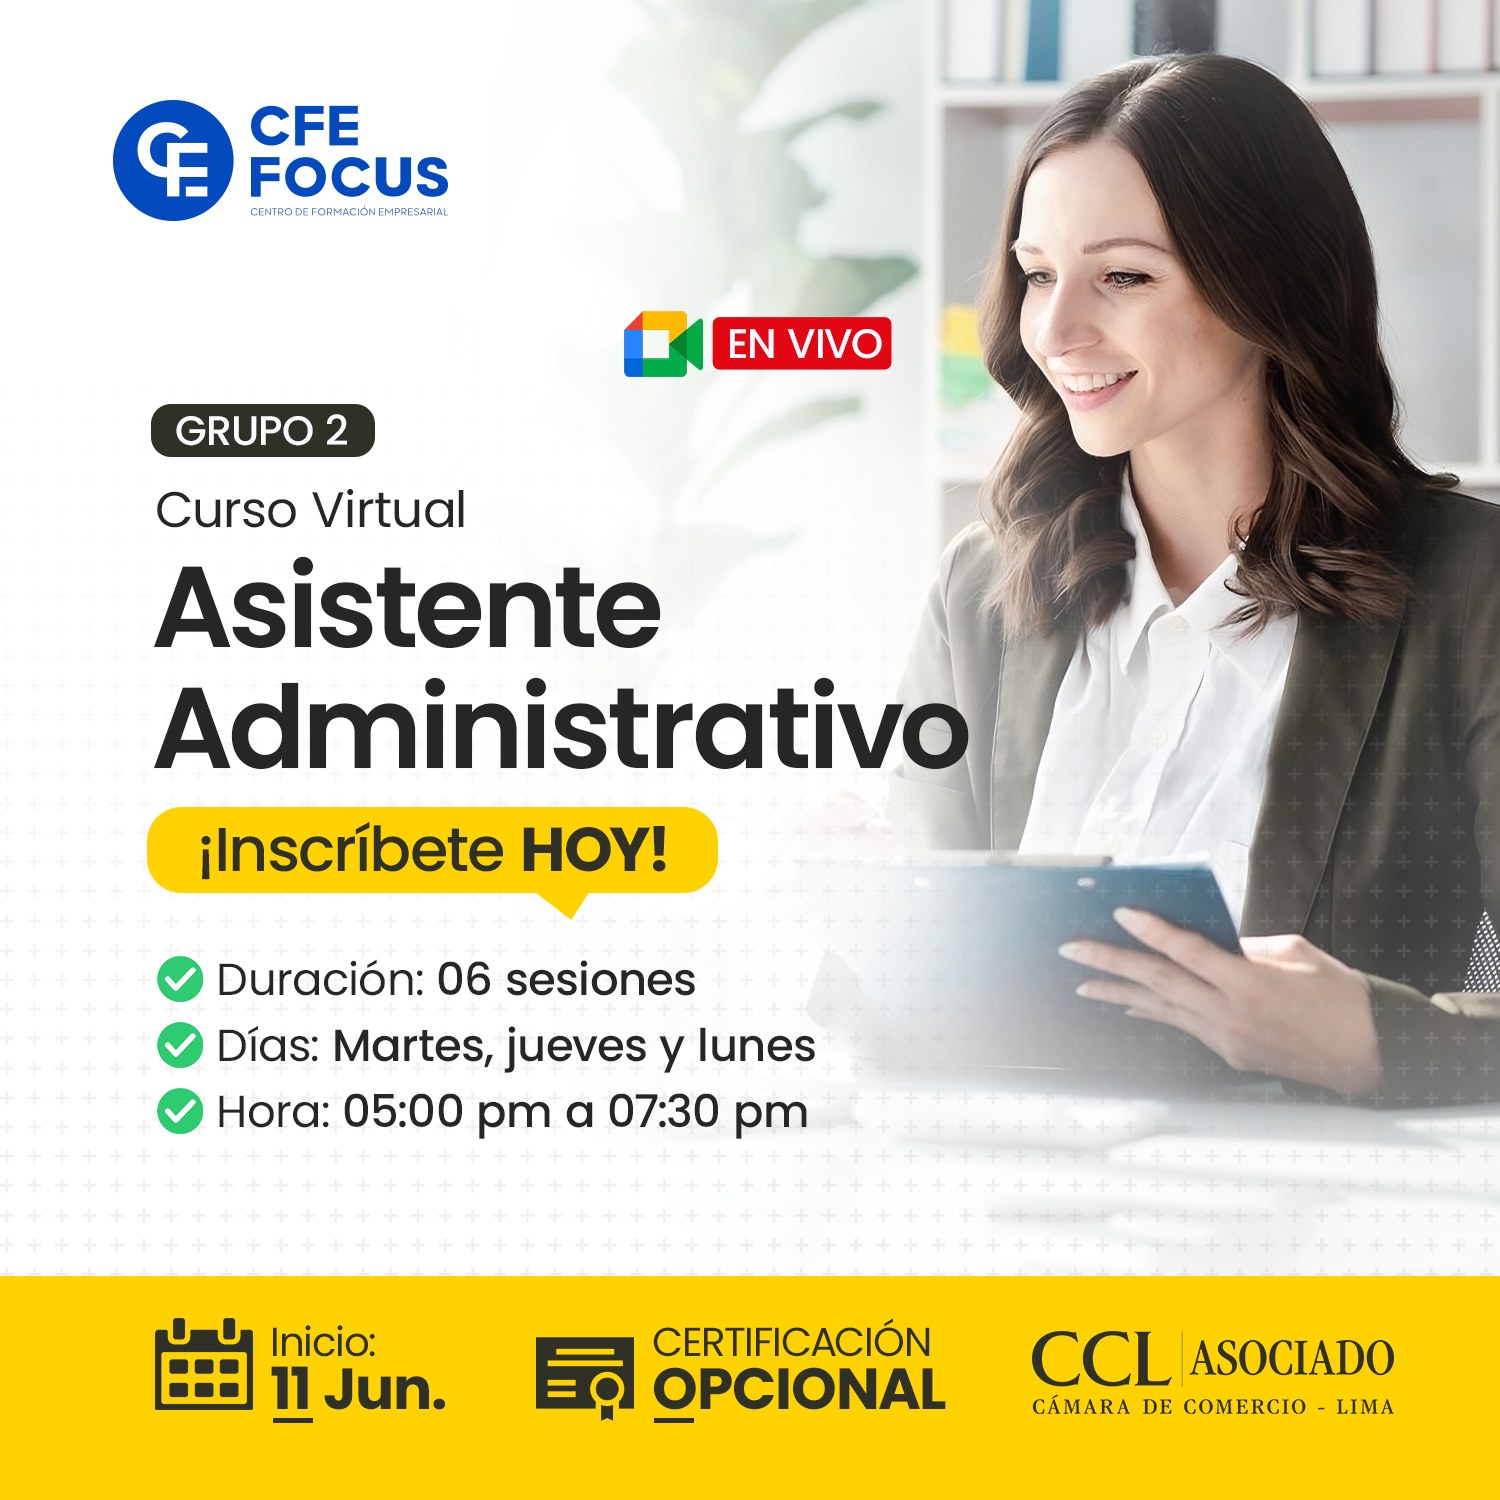 CFE
FOCUS
CENTRO DE FORMACIÓN EMPRESARIAL
EN VIVO
GRUPO 2
Curso Virtual
Asistente
Administrativo
¡Inscríbete HOY!
Duración: 06 sesiones
Días: Martes, jueves y lunes
Hora: 05:00 pm a 07:30 pm
Inicio:
11 Jun.
CERTIFICACIÓN
OPCIONAL
CCL ASOCIADO
CÁMARA DE COMERCIO - LIMA